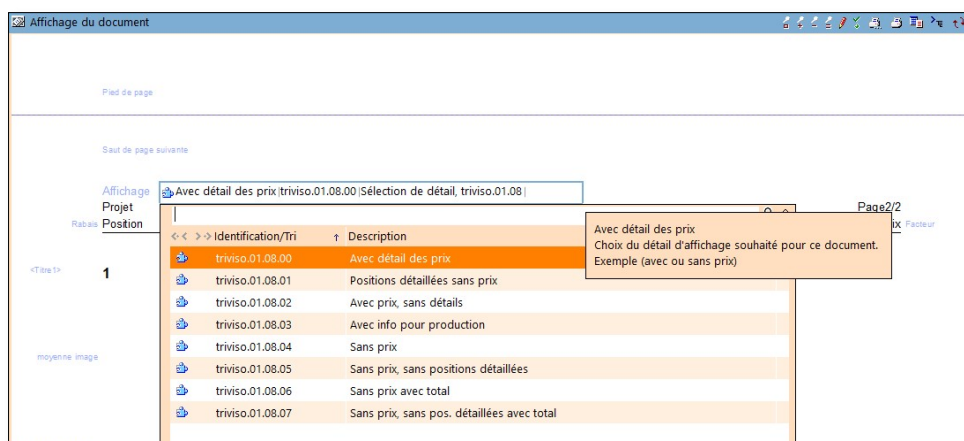 Affichage du document
Pied de page
Saut de page suivante
Affichage Avec détail des prix|triviso.01.08.00|Sélection de détail, triviso.01.08|
Projet Page2/2
Rabais Position ix Facteur
Avec détail des prix
Choix du détail d'affichage souhaité pour ce document.
Exemple (avec ou sans prix)
Identification/Tri Description
<Titre1> 1
triviso.01.08.00 Avec détail des prix
triviso.01.08.01 Positions détaillées sans prix
triviso.01.08.02 Avec prix, sans détails
triviso.01.08.03 Avec info pour production
triviso.01.08.04 Sans prix
moyenne image
triviso.01.08.05 Sans prix, sans positions détaillées
triviso.01.08.06 Sans prix avec total
triviso.01.08.07 Sans prix, sans pos. détaillées avec total